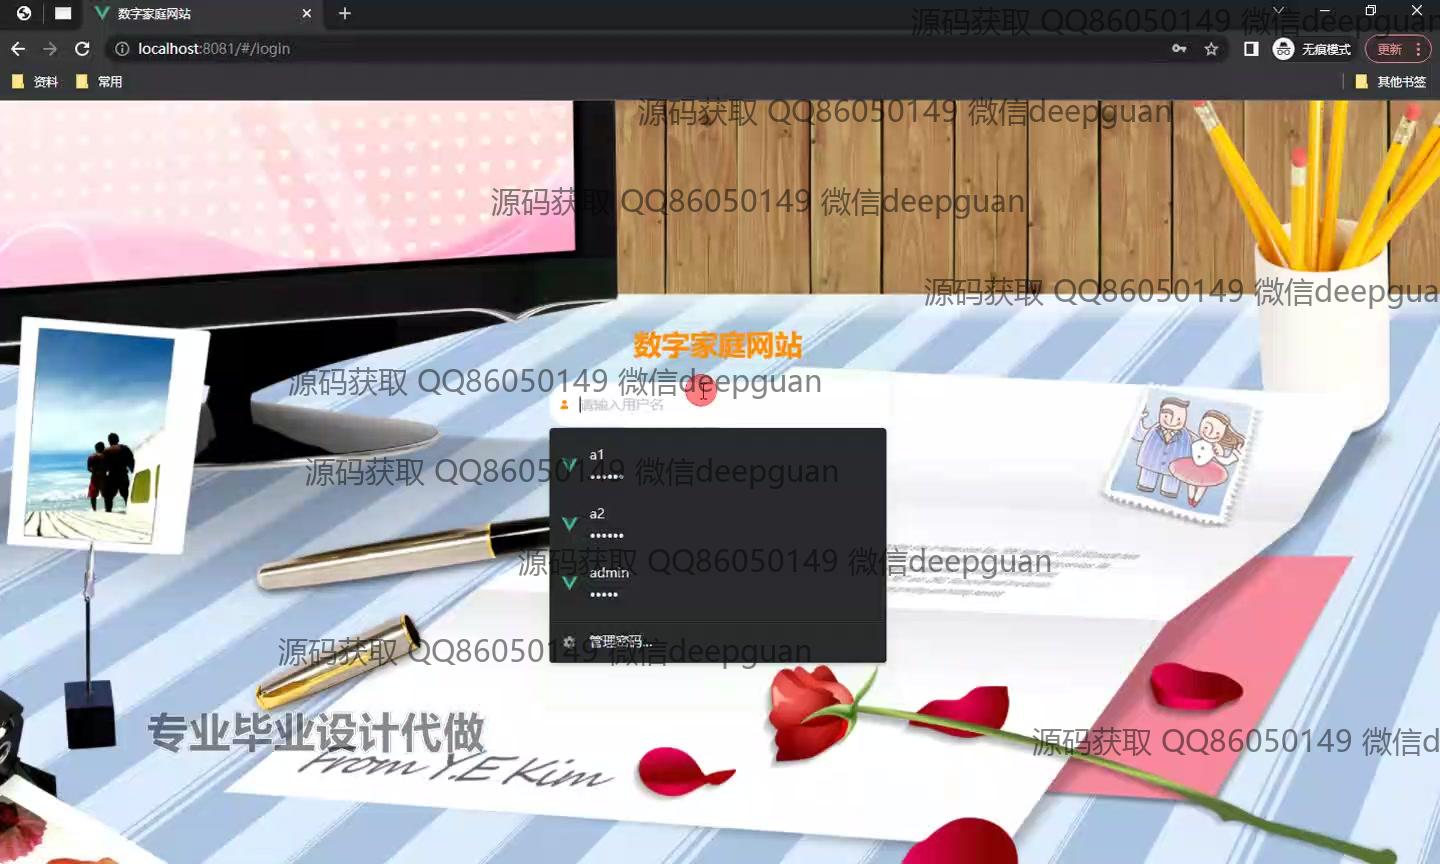 数字家庭网站
localhost:8081/#/login
无痕模式
更新
资料
常用
其他书签
源码获取 QQ86050149 微信deepguan
源码获取 QQ86050149 微信deepguan
源码获取 QQ86050149 微信deepguan
源码获取 QQ86050149 微信deepgua
数字家庭网站
源码获取 QQ86050149 微信deepguan
请输入用户名
a1
源码获取 QQ86050149 微信deepguan
a2
源码获取 QQ86050149 微信deepguan
admin
管理密码...
源码获取 QQ86050149 微信deepguan
专业毕业设计代做
源码获取 QQ86050149 微信d
From Y.E Kim